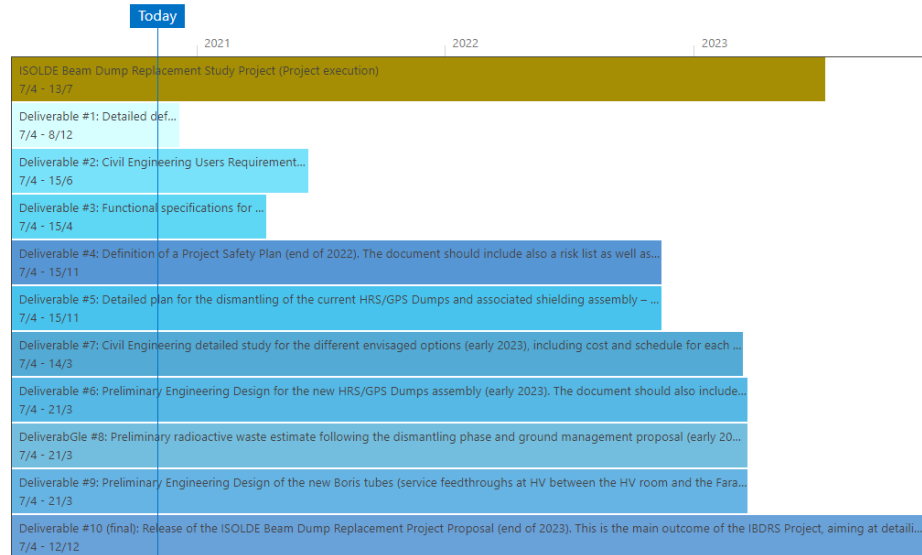 Today
2021 2022 2023
ISOLDE Beam Dump Replacement Study Project (Project execution)
7/4 - 13/7
Deliverable #1: Detailed def...
7/4 - 8/12
Deliverable #2: Civil Engineering Users Requirement...
7/4 - 15/6
Deliverable #3: Functional specifications for ...
7/4 - 15/4
Deliverable #4: Definition of a Project Safety Plan (end of 2022). The document should include also a risk list as well as...
7/4 - 15/11
Deliverable #5: Detailed plan for the dismantling of the current HRS/GPS Dumps and associated shielding assembly – ...
7/4 - 15/11
Deliverable #7: Civil Engineering detailed study for the different envisaged options (early 2023), including cost and schedule for each ...
7/4 - 14/3
Deliverable #6: Preliminary Engineering Design for the new HRS/GPS Dumps assembly (early 2023). The document should also include...
7/4 - 21/3
DeliverabGle #8: Preliminary radioactive waste estimate following the dismantling phase and ground management proposal (early 20...
7/4 - 21/3
Deliverable #9: Preliminary Engineering Design of the new Boris tubes (service feedthroughs at HV between the HV room and the Fara...
7/4 - 21/3
Deliverable #10 (final): Release of the ISOLDE Beam Dump Replacement Project Proposal (end of 2023). This is the main outcome of the IBDRS Project, aiming at detaili...
7/4 - 12/12